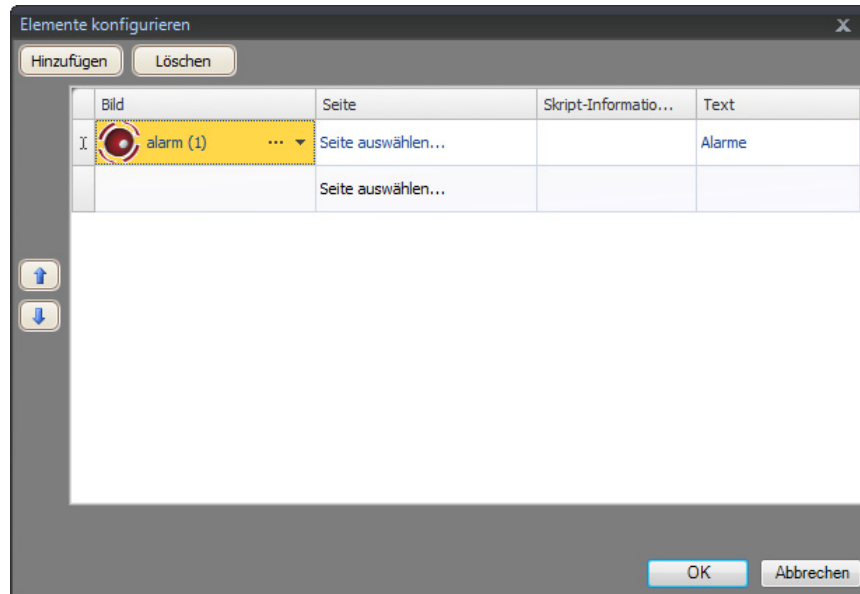 Elemente konfigurieren
Hinzufügen Löschen
Bild Seite Skript-Informatio... Text
alarm (1) ... Seite auswählen... Alarme
Seite auswählen...
OK Abbrechen